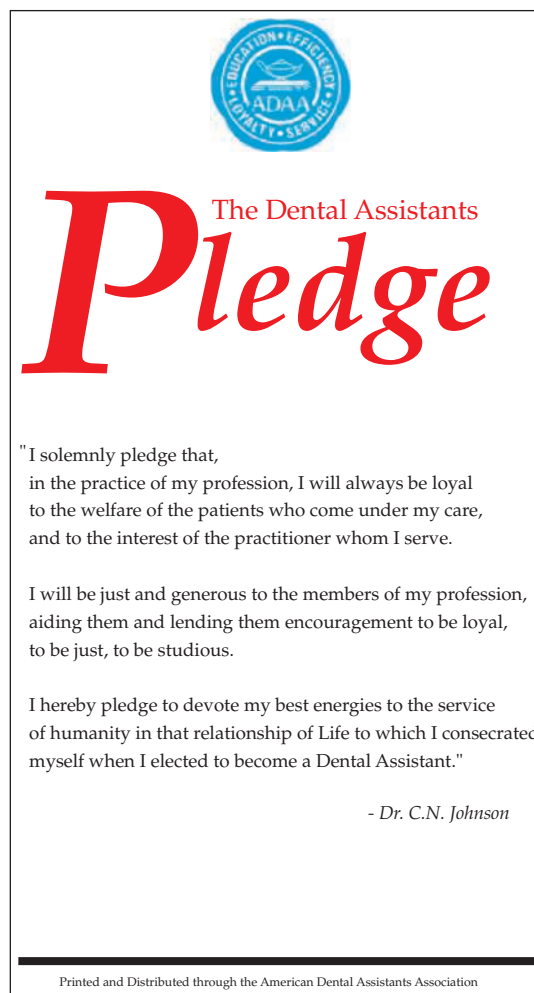 EDUCATION • EFFICIENCY
ADAA
LOYALTY • SERVICE
The Dental Assistants
Pledge
"I solemnly pledge that,
in the practice of my profession, I will always be loyal
to the welfare of the patients who come under my care,
and to the interest of the practitioner whom I serve.
I will be just and generous to the members of my profession,
aiding them and lending them encouragement to be loyal,
to be just, to be studious.
I hereby pledge to devote my best energies to the service
of humanity in that relationship of Life to which I consecrated
myself when I elected to become a Dental Assistant."
- Dr. C.N. Johnson
Printed and Distributed through the American Dental Assistants Association